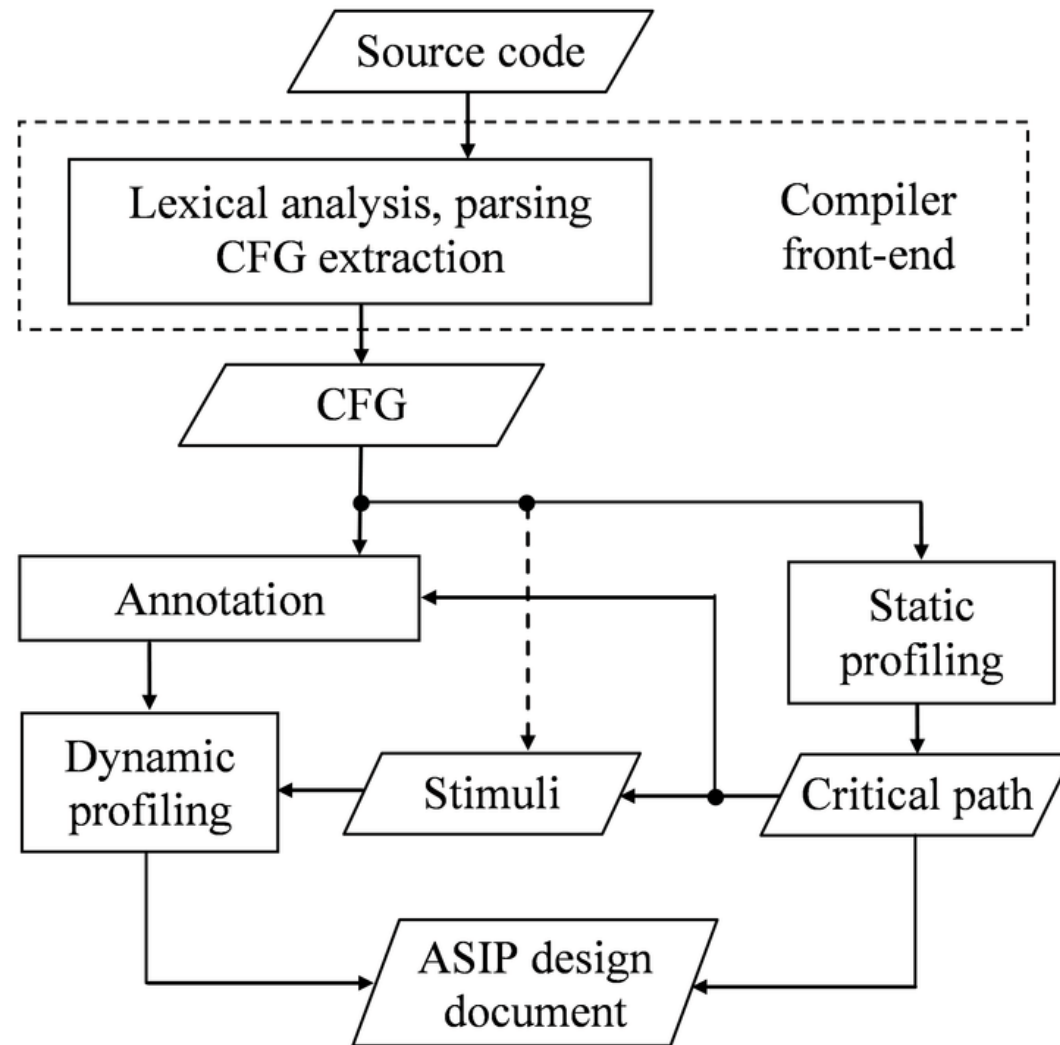 Source code
Lexical analysis, parsing
CFG extraction
Compiler
front-end
CFG
Annotation
Static
profiling
Dynamic
profiling
Stimuli
Critical path
ASIP design
document